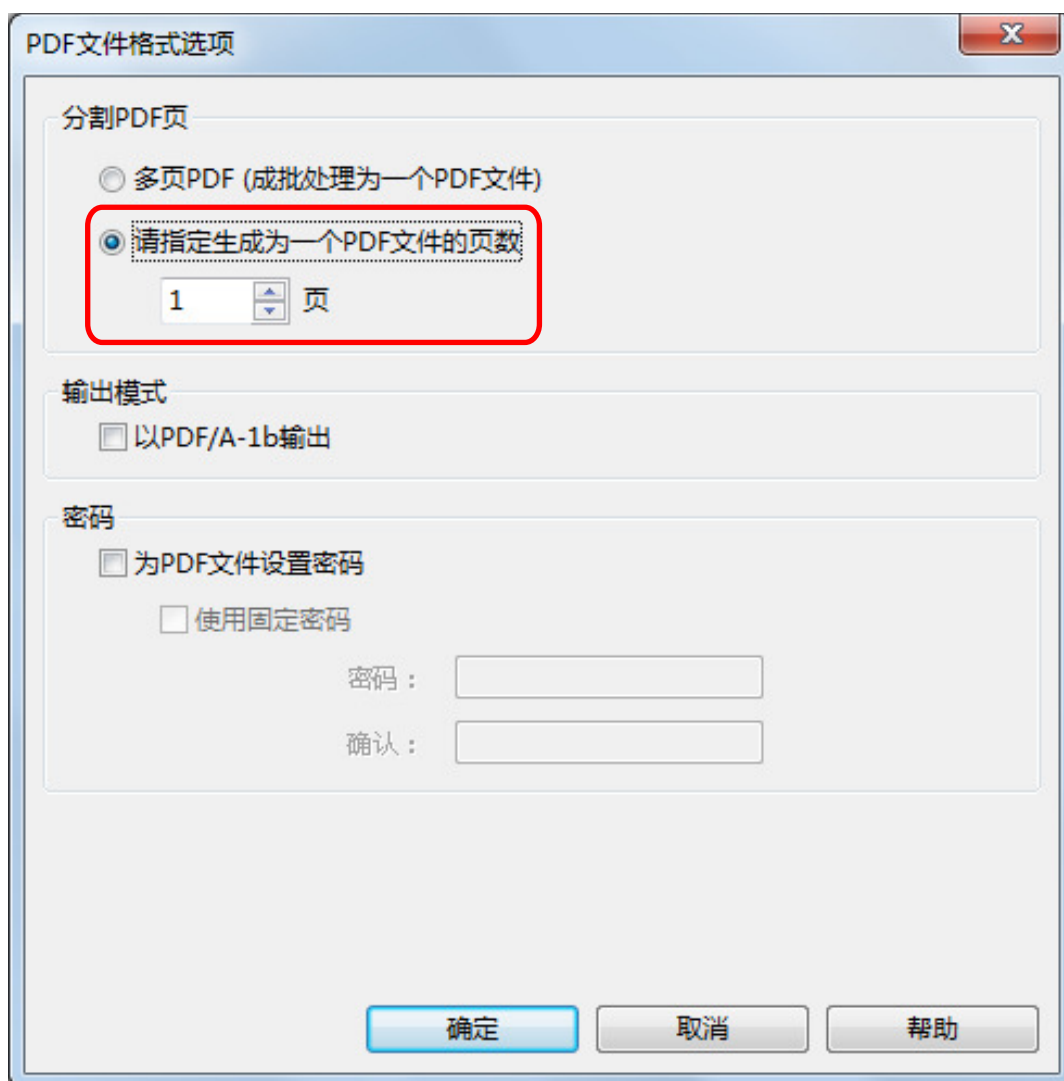 PDF文件格式选项
分割PDF页
多页PDF (成批处理为一个PDF文件)
请指定生成为一个PDF文件的页数
1 页
输出模式
以PDF/A-1b输出
密码
为PDF文件设置密码
使用固定密码
密码：
确认：
确定 取消 帮助